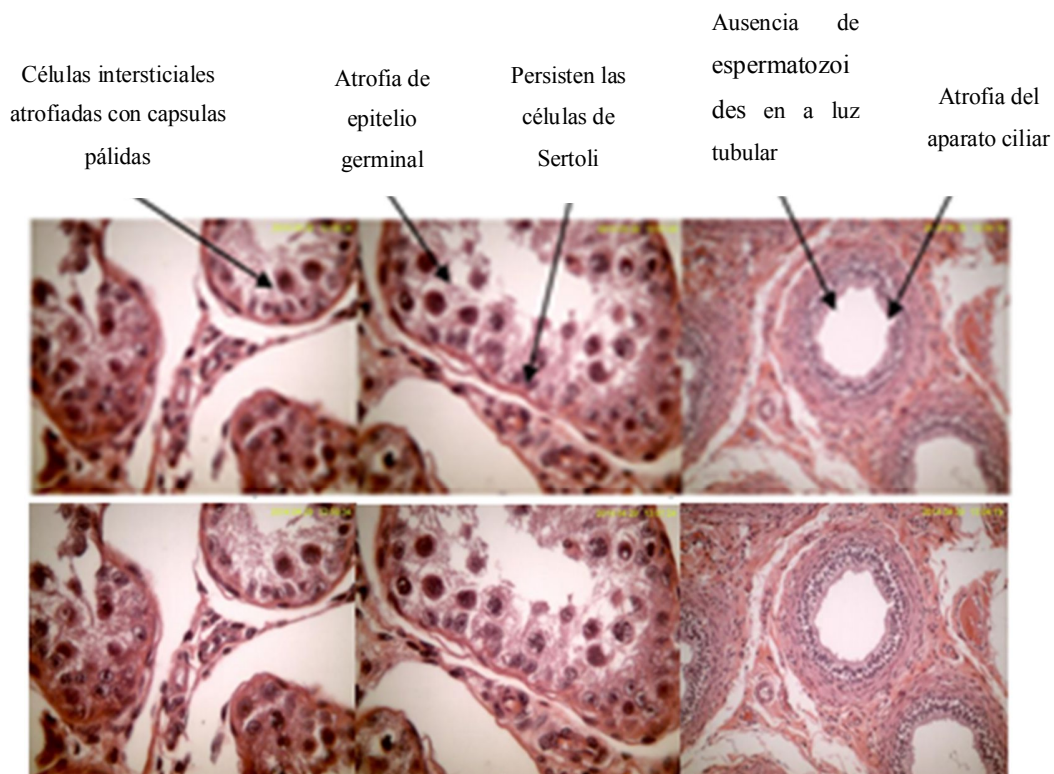 Células intersticiales
atrofiadas con capsulas
pálidas
Atrofia de
epitelio
germinal
Persisten las
células de
Sertoli
Ausencia de
espermatozoi
des en a luz
tubular
Atrofia del
aparato ciliar